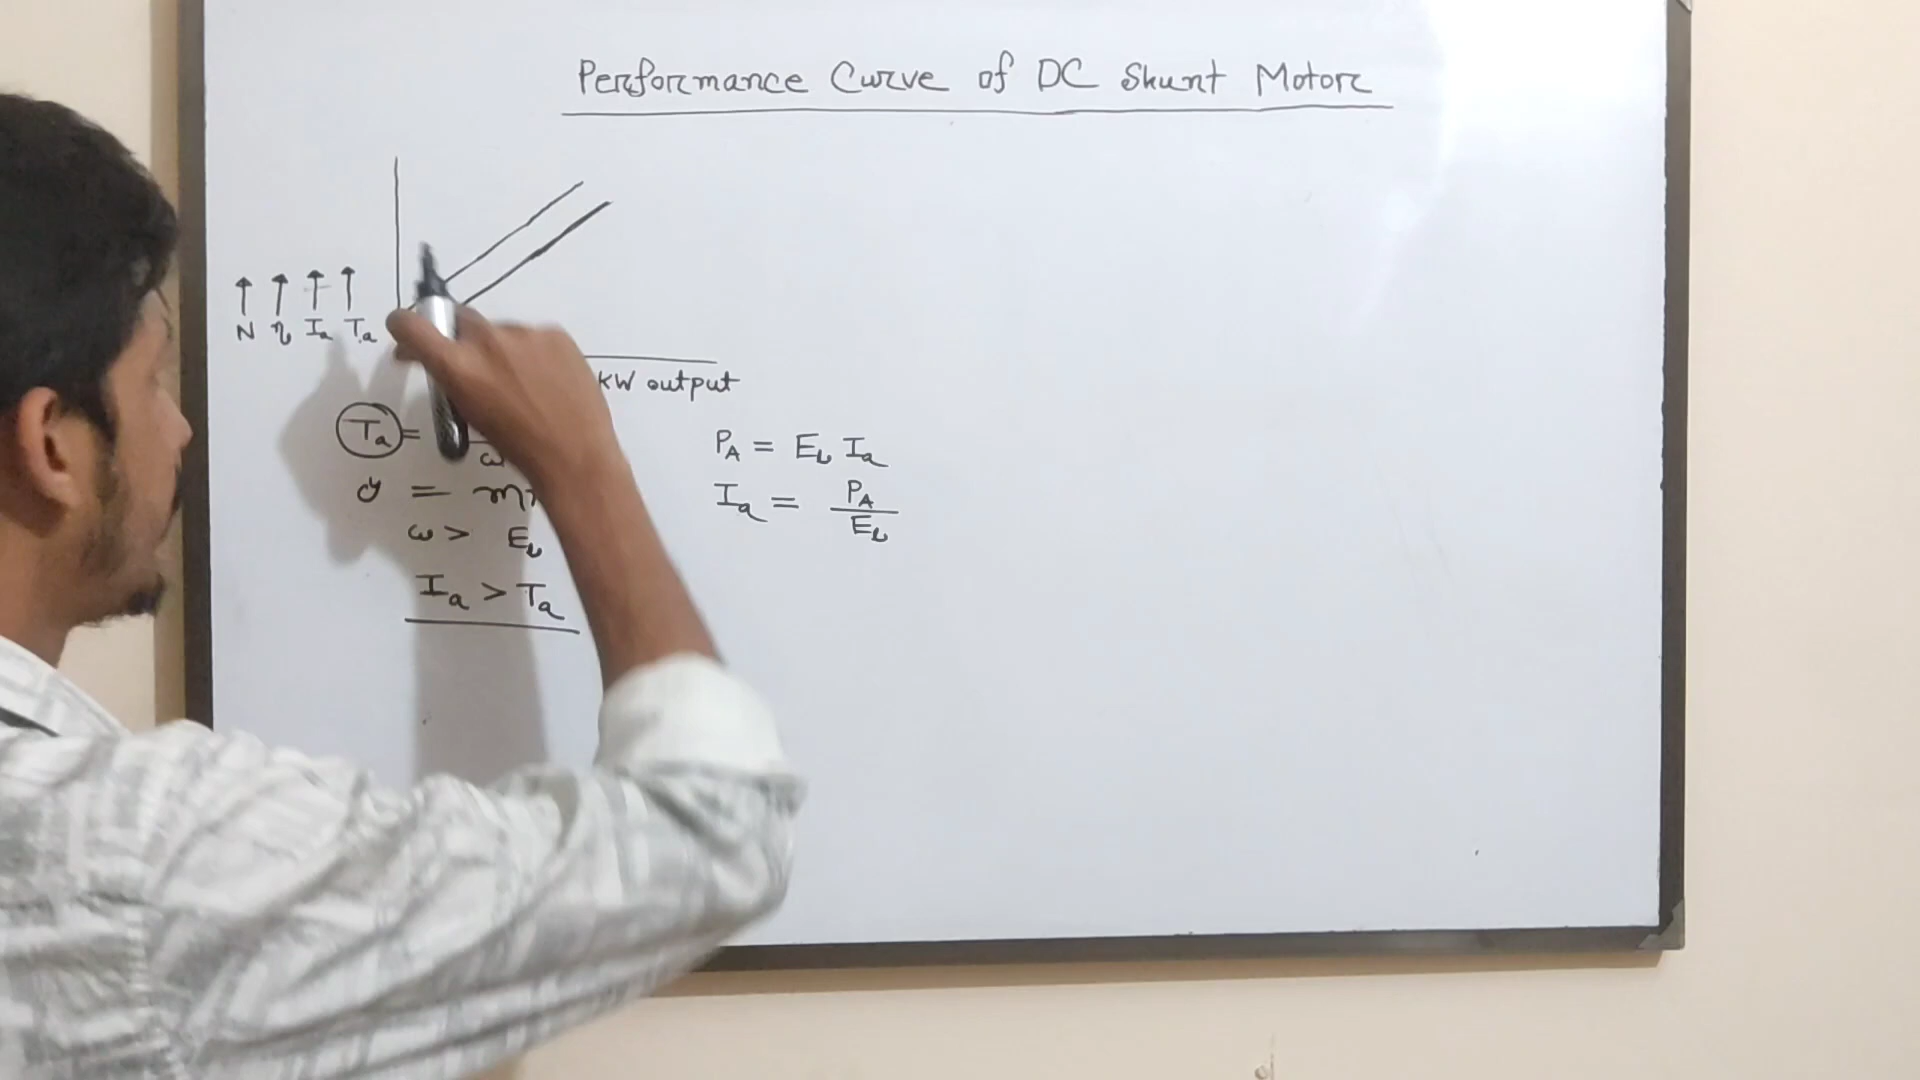 Performance Curve of DC Shunt Motor
N η Ia Ta
kW output
Ta =
ω
y =
ω > Eb
Ia > Ta
PA = Eb Ia
Ia = PA / Eb